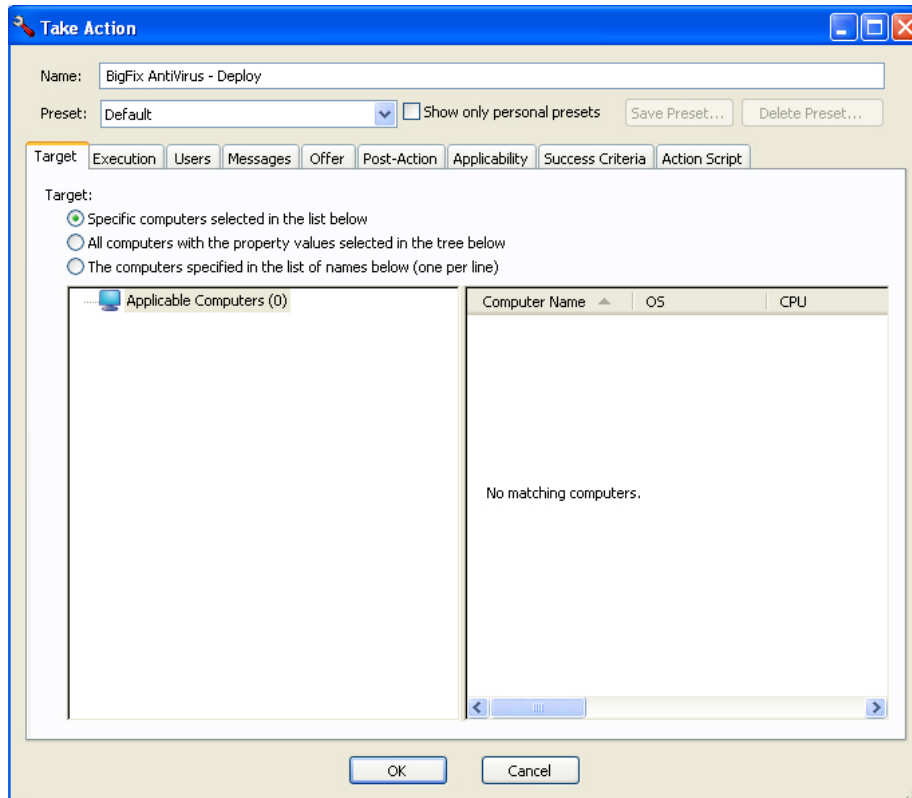 Take Action
Name: BigFix AntiVirus - Deploy
Preset: Default Show only personal presets Save Preset... Delete Preset...
Target Execution Users Messages Offer Post-Action Applicability Success Criteria Action Script
Target:
Specific computers selected in the list below
All computers with the property values selected in the tree below
The computers specified in the list of names below (one per line)
Applicable Computers (0) Computer Name OS CPU
No matching computers.
OK Cancel